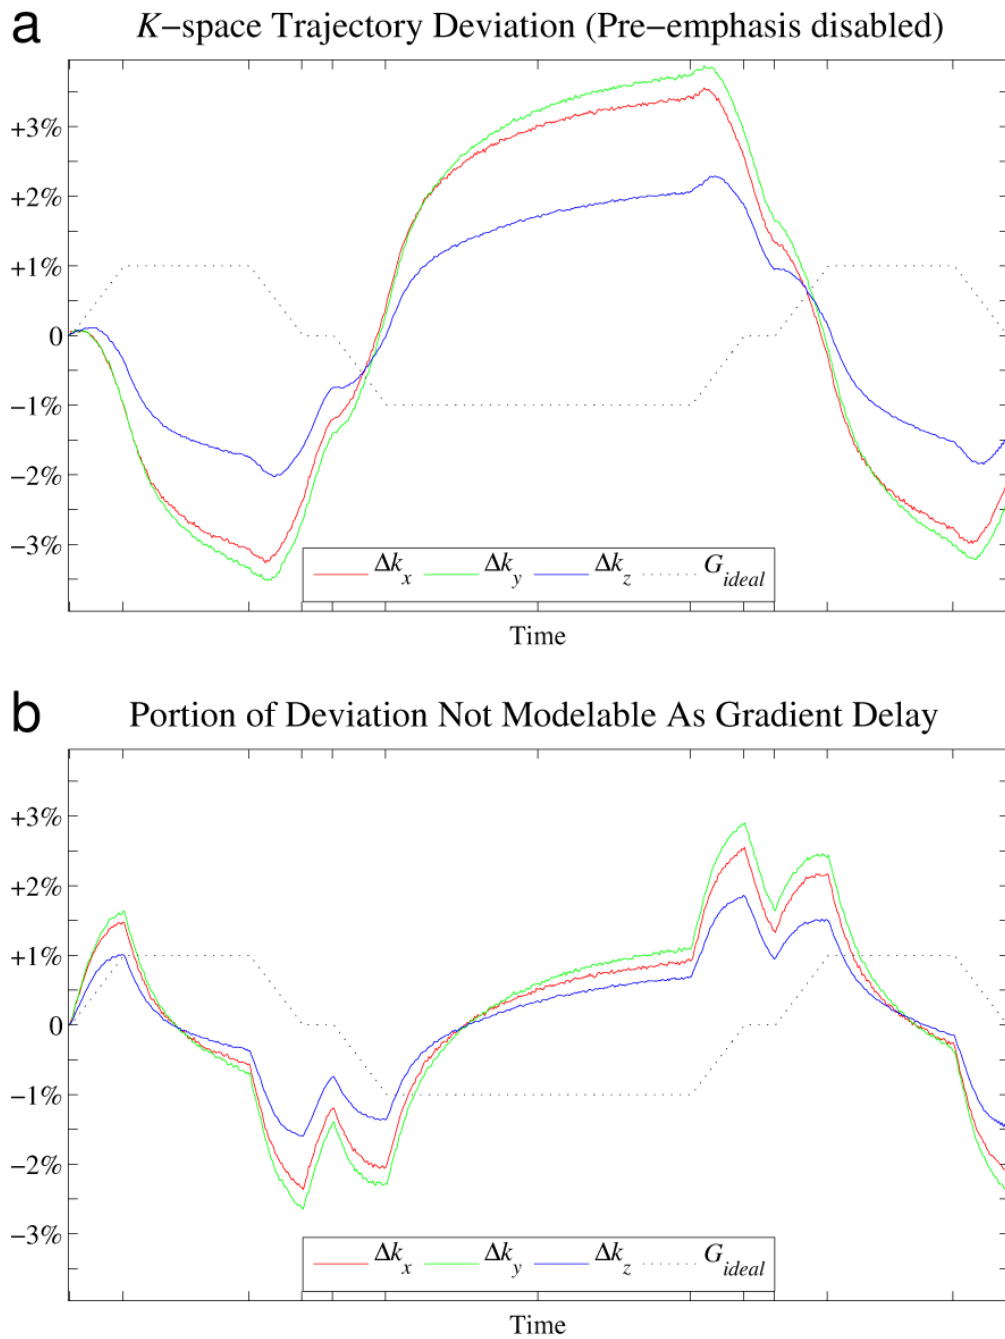 a
K−space Trajectory Deviation (Pre−emphasis disabled)
+3%
+2%
+1%
0
−1%
−2%
−3%
Δkx Δky Δkz Gideal
Time
b
Portion of Deviation Not Modelable As Gradient Delay
+3%
+2%
+1%
0
−1%
−2%
−3%
Δkx Δky Δkz Gideal
Time